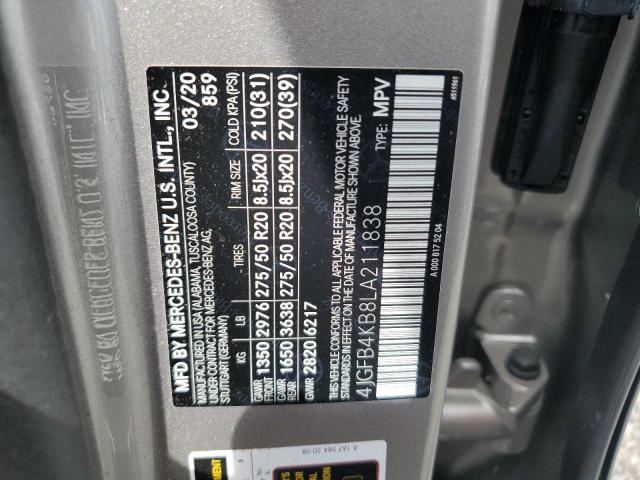 MFD BY MERCEDES-BENZ U.S. INTL., INC.
MANUFACTURED IN USA (ALABAMA, TUSCALOOSA COUNTY)
UNDER CONTRACT FOR MERCEDES-BENZ AG,
STUTTGART (GERMANY)
03/20
859
KG LB TIRES RIM SIZE COLD KPA (PSI)
GAWR FRONT 1350 2976 275/50 R20 8.5Jx20 210(31)
GAWR REAR 1650 3638 275/50 R20 8.5Jx20 270(39)
GVWR 2820 6217
THIS VEHICLE CONFORMS TO ALL APPLICABLE FEDERAL MOTOR VEHICLE SAFETY
STANDARDS IN EFFECT ON THE DATE OF MANUFACTURE SHOWN ABOVE.
4JGFB4KB8LA211838 TYPE: MPV
A 000 817 52 04
A 167 584 20 08